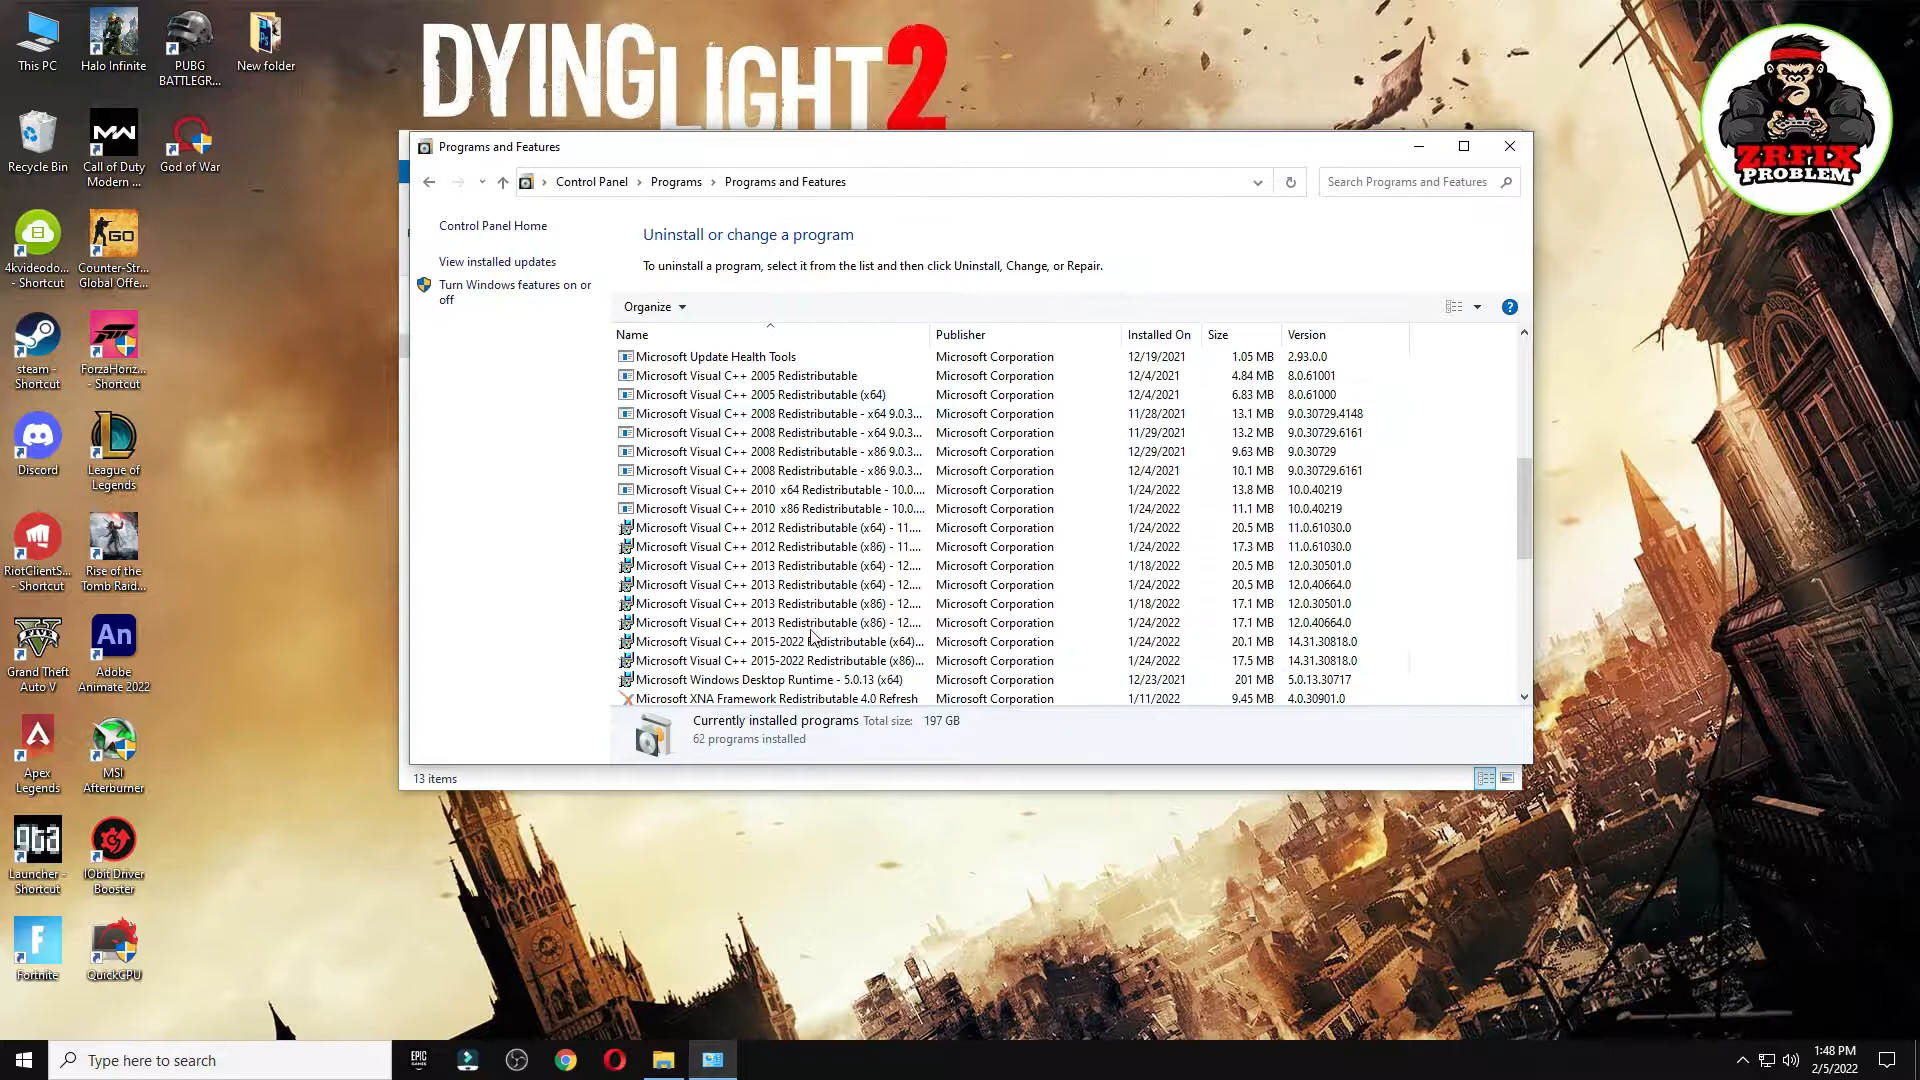 This PC
Halo Infinite
PUBG
BATTLEGR...
New folder
Recycle Bin
Call of Duty
Modern ...
God of War
4kvideodo...
- Shortcut
Counter-Str...
Global Offe...
steam -
Shortcut
ForzaHoriz...
- Shortcut
Discord
League of
Legends
RiotClientS...
- Shortcut
Rise of the
Tomb Raid...
Grand Theft
Auto V
Adobe
Animate 2022
Apex
Legends
MSI
Afterburner
Launcher -
Shortcut
IObit Driver
Booster
Fortnite
QuickCPU
DYING LIGHT 2
ZRFIX
PROBLEM
Programs and Features
Control Panel > Programs > Programs and Features
Search Programs and Features
Control Panel Home
View installed updates
Turn Windows features on or
off
Uninstall or change a program
To uninstall a program, select it from the list and then click Uninstall, Change, or Repair.
Organize
Name Publisher Installed On Size Version
Microsoft Update Health Tools Microsoft Corporation 12/19/2021 1.05 MB 2.93.0.0
Microsoft Visual C++ 2005 Redistributable Microsoft Corporation 12/4/2021 4.84 MB 8.0.61001
Microsoft Visual C++ 2005 Redistributable (x64) Microsoft Corporation 12/4/2021 6.83 MB 8.0.61000
Microsoft Visual C++ 2008 Redistributable - x64 9.0.3... Microsoft Corporation 11/28/2021 13.1 MB 9.0.30729.4148
Microsoft Visual C++ 2008 Redistributable - x64 9.0.3... Microsoft Corporation 11/29/2021 13.2 MB 9.0.30729.6161
Microsoft Visual C++ 2008 Redistributable - x86 9.0.3... Microsoft Corporation 12/29/2021 9.63 MB 9.0.30729
Microsoft Visual C++ 2008 Redistributable - x86 9.0.3... Microsoft Corporation 12/4/2021 10.1 MB 9.0.30729.6161
Microsoft Visual C++ 2010 x64 Redistributable - 10.0.... Microsoft Corporation 1/24/2022 13.8 MB 10.0.40219
Microsoft Visual C++ 2010 x86 Redistributable - 10.0.... Microsoft Corporation 1/24/2022 11.1 MB 10.0.40219
Microsoft Visual C++ 2012 Redistributable (x64) - 11.... Microsoft Corporation 1/24/2022 20.5 MB 11.0.61030.0
Microsoft Visual C++ 2012 Redistributable (x86) - 11.... Microsoft Corporation 1/24/2022 17.3 MB 11.0.61030.0
Microsoft Visual C++ 2013 Redistributable (x64) - 12.... Microsoft Corporation 1/18/2022 20.5 MB 12.0.30501.0
Microsoft Visual C++ 2013 Redistributable (x64) - 12.... Microsoft Corporation 1/24/2022 20.5 MB 12.0.40664.0
Microsoft Visual C++ 2013 Redistributable (x86) - 12.... Microsoft Corporation 1/18/2022 17.1 MB 12.0.30501.0
Microsoft Visual C++ 2013 Redistributable (x86) - 12.... Microsoft Corporation 1/24/2022 17.1 MB 12.0.40664.0
Microsoft Visual C++ 2015-2022 Redistributable (x64)... Microsoft Corporation 1/24/2022 20.1 MB 14.31.30818.0
Microsoft Visual C++ 2015-2022 Redistributable (x86)... Microsoft Corporation 1/24/2022 17.5 MB 14.31.30818.0
Microsoft Windows Desktop Runtime - 5.0.13 (x64) Microsoft Corporation 12/23/2021 201 MB 5.0.13.30717
Microsoft XNA Framework Redistributable 4.0 Refresh Microsoft Corporation 1/11/2022 9.45 MB 4.0.30901.0
Currently installed programs Total size: 197 GB
62 programs installed
13 items
Type here to search
EPIC
GAMES
1:48 PM
2/5/2022